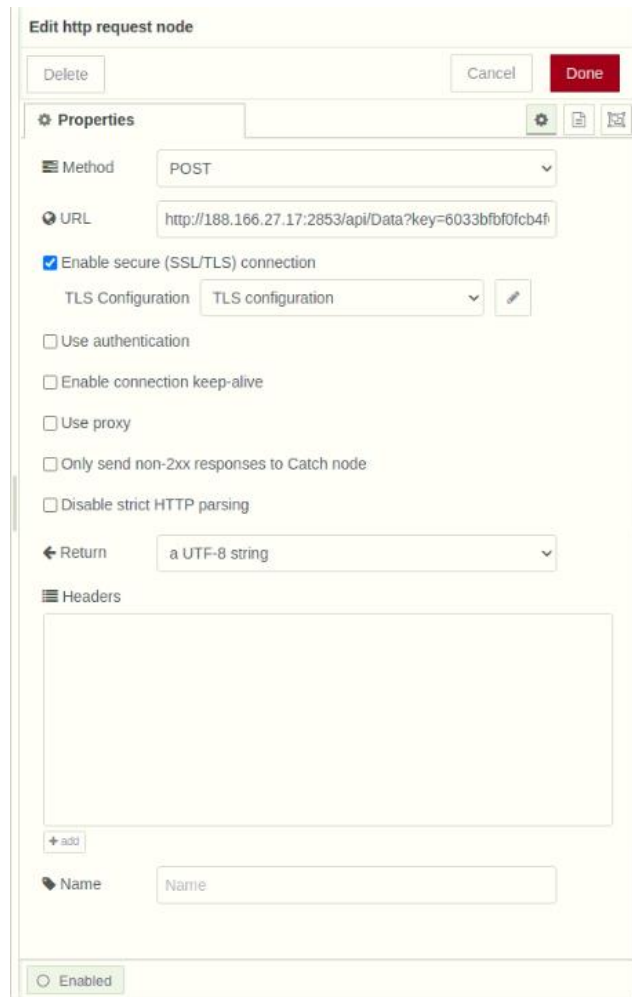 Edit http request node
Delete Cancel Done
Properties
Method POST
URL http://188.166.27.17:2853/api/Data?key=6033bfbf0fcb4f
Enable secure (SSL/TLS) connection
TLS Configuration TLS configuration
Use authentication
Enable connection keep-alive
Use proxy
Only send non-2xx responses to Catch node
Disable strict HTTP parsing
Return a UTF-8 string
Headers
+ add
Name Name
Enabled